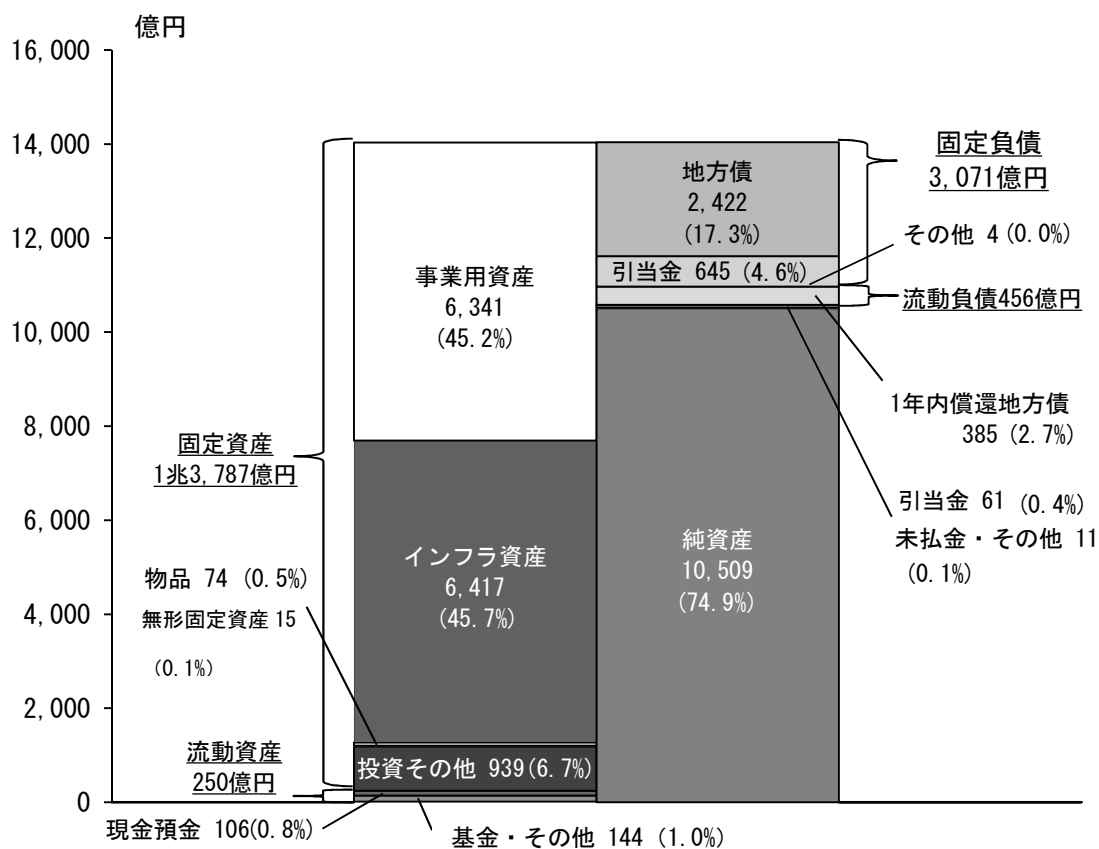 億円
16,000
14,000
12,000
10,000
8,000
6,000
4,000
2,000
0
固定資産
1兆3,787億円
物品 74 (0.5%)
無形固定資産 15
(0.1%)
流動資産
250億円
現金預金 106(0.8%)
基金・その他 144 (1.0%)
事業用資産
6,341
(45.2%)
インフラ資産
6,417
(45.7%)
投資その他 939(6.7%)
地方債
2,422
(17.3%)
引当金 645 (4.6%)
純資産
10,509
(74.9%)
固定負債
3,071億円
その他 4(0.0%)
流動負債456億円
1年内償還地方債
385 (2.7%)
引当金 61 (0.4%)
未払金・その他 11
(0.1%)